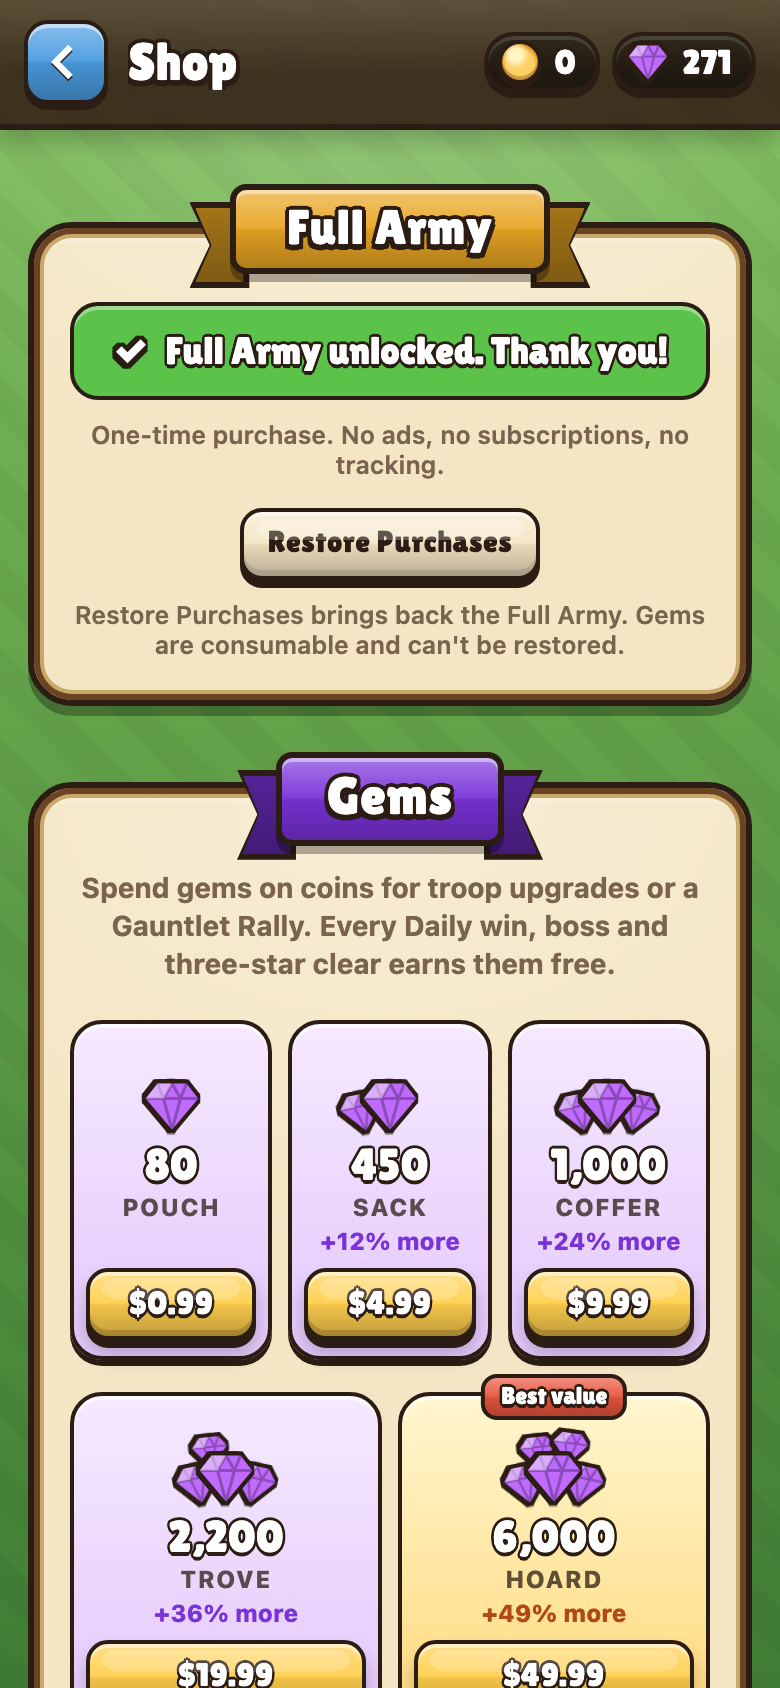 Shop
0
271
Full Army
Full Army unlocked. Thank you!
One-time purchase. No ads, no subscriptions, no
tracking.
Restore Purchases
Restore Purchases brings back the Full Army. Gems
are consumable and can't be restored.
Gems
Spend gems on coins for troop upgrades or a
Gauntlet Rally. Every Daily win, boss and
three-star clear earns them free.
80
POUCH
$0.99
450
SACK
+12% more
$4.99
1,000
COFFER
+24% more
$9.99
2,200
TROVE
+36% more
$19.99
Best value
6,000
HOARD
+49% more
$49.99